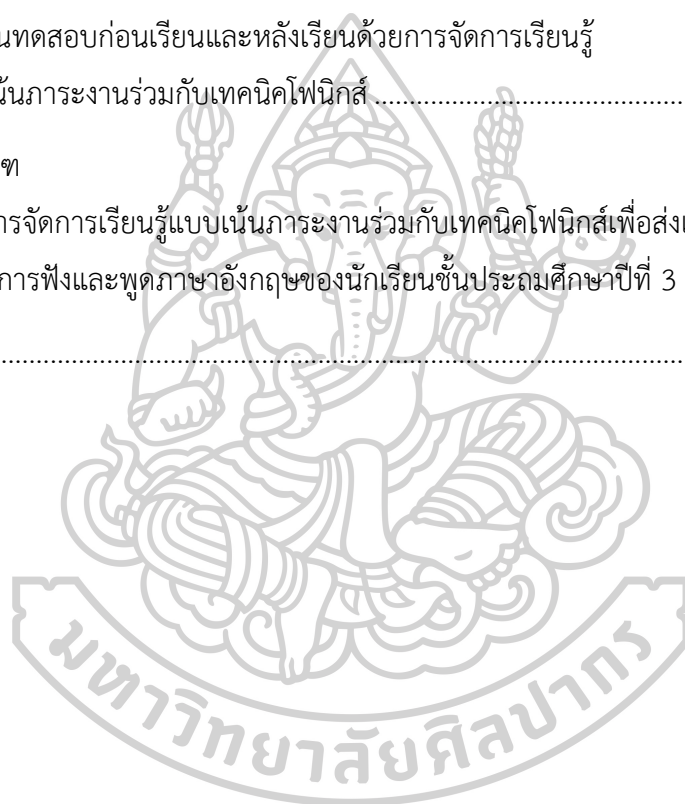 นทดสอบก่อนเรียนและหลังเรียนด้วยการจัดการเรียนรู้
น้นภาระงานร่วมกับเทคนิคโฟนิกส์ ......................................................
ฑ
ารจัดการเรียนรู้แบบเน้นภาระงานร่วมกับเทคนิคโฟนิกส์เพื่อส่งเ
การฟังและพูดภาษาอังกฤษของนักเรียนชั้นประถมศึกษาปีที่ 3
......................................................................................................
มหาวิทยาลัยศิลปากร